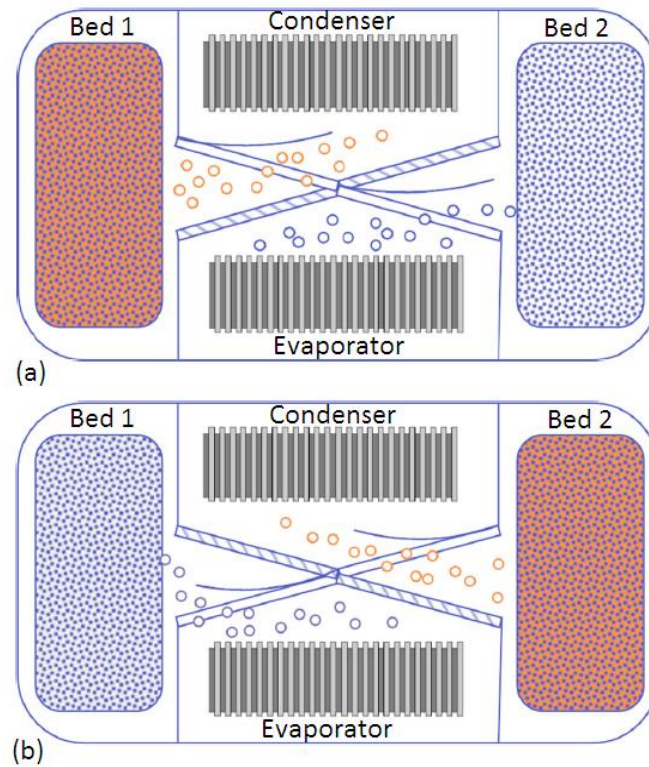 Condenser
Bed 1
Bed 2
Evaporator
(a)
Bed 1
Condenser
Bed 2
Evaporator
(b)